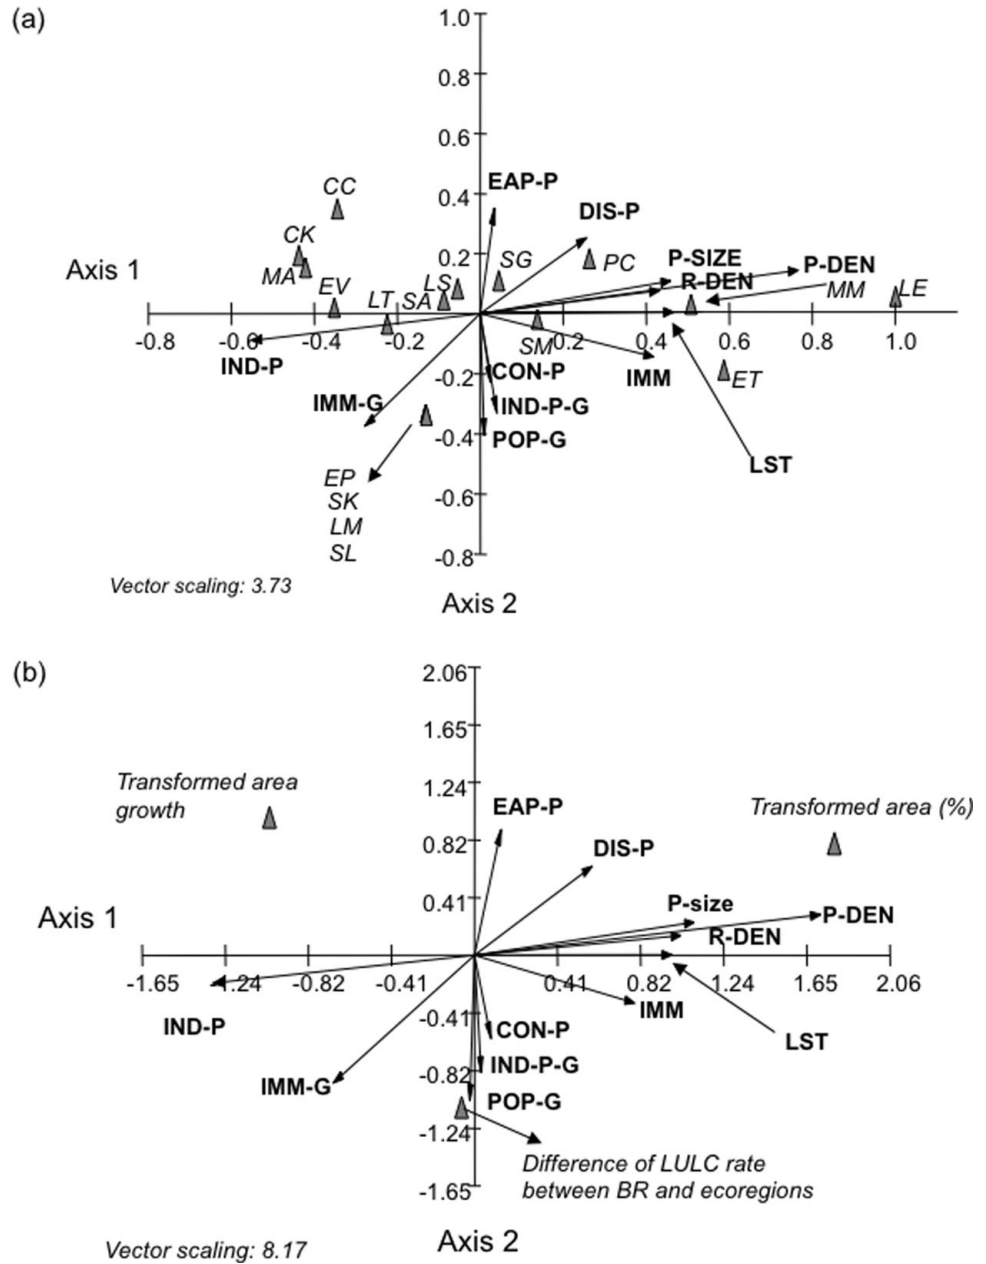 (a)
1.0
0.8
0.6
0.4
EAP-P
DIS-P
CC
CK
MA
EV
LT
SA
LS
SG
PC
0.2
P-SIZE
R-DEN
P-DEN
MM
LE
Axis 1
-0.8 -0.6 -0.4 -0.2 0.2 0.4 0.6 0.8 1.0
IND-P
SM
IMM
ET
-0.2
CON-P
IMM-G
IND-P-G
-0.4
POP-G
LST
EP
SK
LM
SL
-0.6
-0.8
Vector scaling: 3.73
Axis 2
(b)
2.06
1.65
1.24
Transformed area
growth
EAP-P
Transformed area (%)
0.82
DIS-P
0.41
P-size
P-DEN
R-DEN
Axis 1
-1.65 -1.24 -0.82 -0.41 0.41 0.82 1.24 1.65 2.06
IND-P
-0.41
IMM
CON-P
LST
-0.82
IND-P-G
IMM-G
POP-G
-1.24
Difference of LULC rate
between BR and ecoregions
-1.65
Axis 2
Vector scaling: 8.17